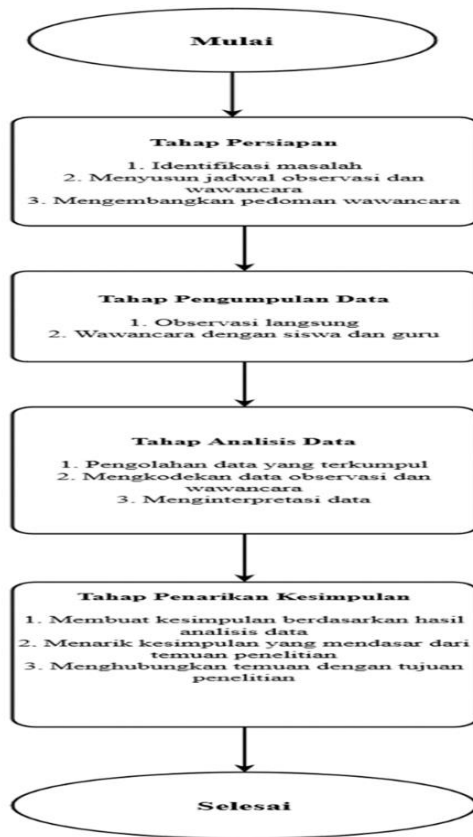 Mulai
Tahap Persiapan
1. Identifikasi masalah
2. Menyusun jadwal observasi dan
wawancara
3. Mengembangkan pedoman wawancara
Tahap Pengumpulan Data
1. Observasi langsung
2. Wawancara dengan siswa dan guru
Tahap Analisis Data
1. Pengolahan data yang terkumpul
2. Mengkodekan data observasi dan
wawancara
3. Menginterpretasi data
Tahap Penarikan Kesimpulan
1. Membuat kesimpulan berdasarkan hasil
analisis data
2. Menarik kesimpulan yang mendasar dari
temuan penelitian
3. Menghubungkan temuan dengan tujuan
penelitian
Selesai